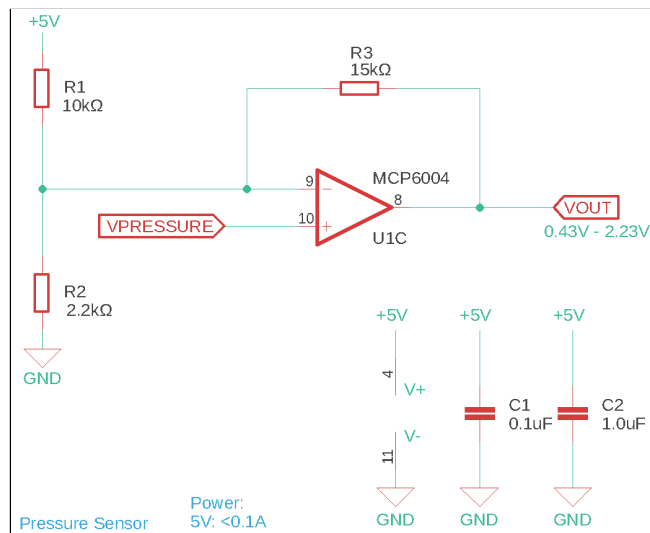 +5V
R1
10kΩ
R3
15kΩ
MCP6004
9
8
10
VPRESSURE
U1C
VOUT
0.43V - 2.23V
R2
2.2kΩ
GND
+5V
+5V
+5V
4
V+
V-
11
C1
0.1uF
C2
1.0uF
GND
GND
GND
Power:
5V: <0.1A
Pressure Sensor